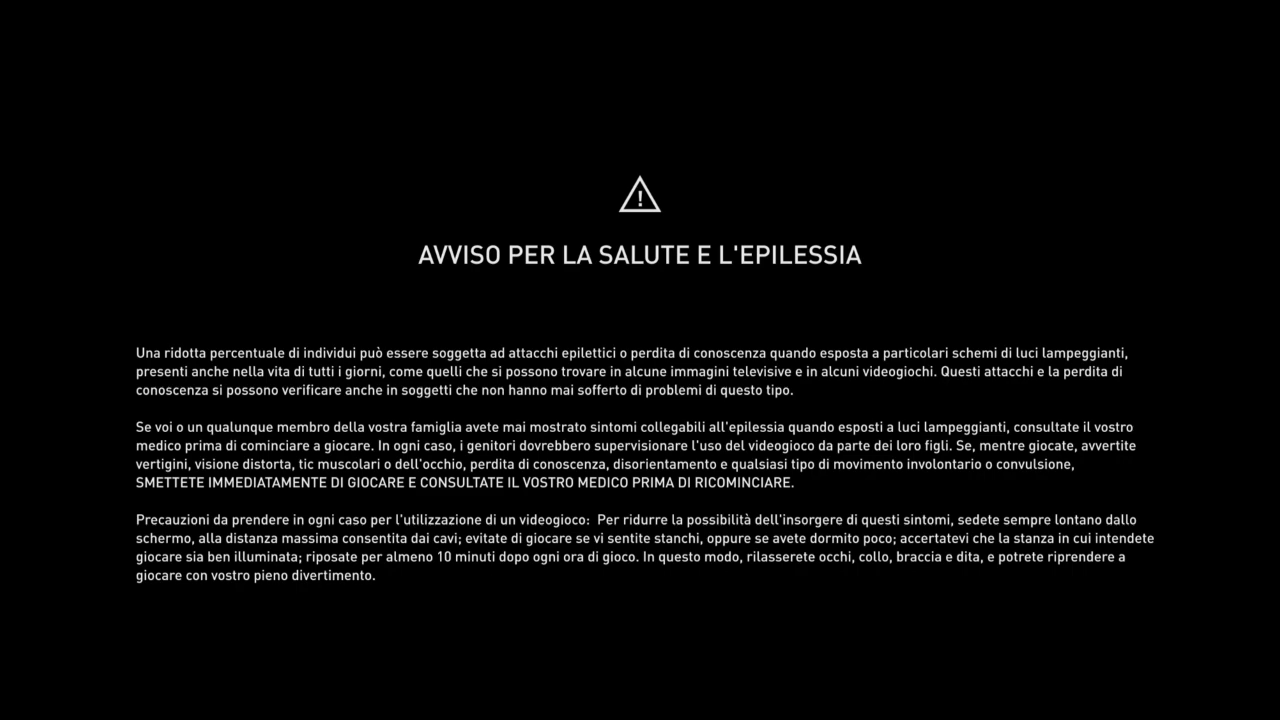 AVVISO PER LA SALUTE E L'EPILESSIA
Una ridotta percentuale di individui può essere soggetta ad attacchi epilettici o perdita di conoscenza quando esposta a particolari schemi di luci lampeggianti,
presenti anche nella vita di tutti i giorni, come quelli che si possono trovare in alcune immagini televisive e in alcuni videogiochi. Questi attacchi e la perdita di
conoscenza si possono verificare anche in soggetti che non hanno mai sofferto di problemi di questo tipo.
Se voi o un qualunque membro della vostra famiglia avete mai mostrato sintomi collegabili all'epilessia quando esposti a luci lampeggianti, consultate il vostro
medico prima di cominciare a giocare. In ogni caso, i genitori dovrebbero supervisionare l'uso del videogioco da parte dei loro figli. Se, mentre giocate, avvertite
vertigini, visione distorta, tic muscolari o dell'occhio, perdita di conoscenza, disorientamento e qualsiasi tipo di movimento involontario o convulsione,
SMETTETE IMMEDIATAMENTE DI GIOCARE E CONSULTATE IL VOSTRO MEDICO PRIMA DI RICOMINCIARE.
Precauzioni da prendere in ogni caso per l'utilizzazione di un videogioco:  Per ridurre la possibilità dell'insorgere di questi sintomi, sedete sempre lontano dallo
schermo, alla distanza massima consentita dai cavi; evitate di giocare se vi sentite stanchi, oppure se avete dormito poco; accertatevi che la stanza in cui intendete
giocare sia ben illuminata; riposate per almeno 10 minuti dopo ogni ora di gioco. In questo modo, rilasserete occhi, collo, braccia e dita, e potrete riprendere a
giocare con vostro pieno divertimento.